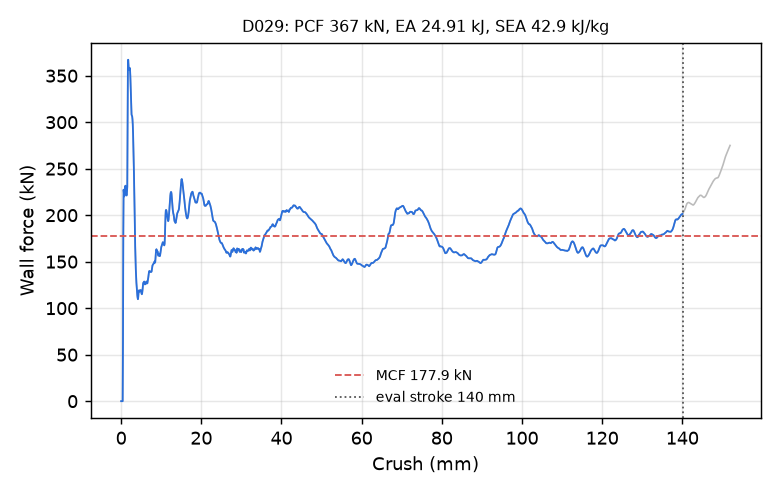 D029: PCF 367 kN, EA 24.91 kJ, SEA 42.9 kJ/kg
Wall force (kN)
350
300
250
200
150
100
50
0
MCF 177.9 kN
eval stroke 140 mm
0 20 40 60 80 100 120 140
Crush (mm)